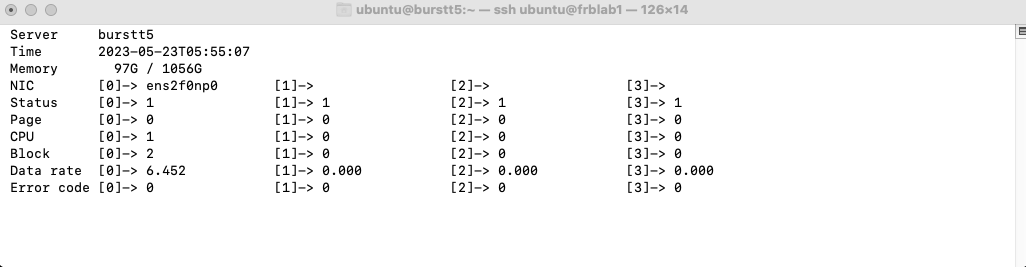 ubuntu@burstt5:~ — ssh ubuntu@frblab1 — 126×14
Server     burstt5
Time       2023-05-23T05:55:07
Memory       97G / 1056G
NIC        [0]-> ens2f0np0       [1]->                 [2]->                 [3]->
Status     [0]-> 1               [1]-> 1               [2]-> 1               [3]-> 1
Page       [0]-> 0               [1]-> 0               [2]-> 0               [3]-> 0
CPU        [0]-> 1               [1]-> 0               [2]-> 0               [3]-> 0
Block      [0]-> 2               [1]-> 0               [2]-> 0               [3]-> 0
Data rate  [0]-> 6.452           [1]-> 0.000           [2]-> 0.000           [3]-> 0.000
Error code [0]-> 0               [1]-> 0               [2]-> 0               [3]-> 0